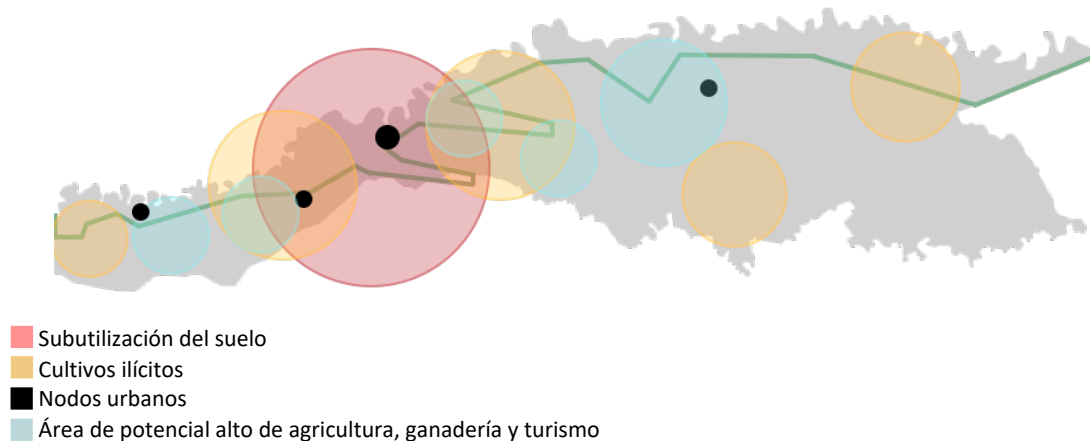 Subutilización del suelo
Cultivos ilícitos
Nodos urbanos
Área de potencial alto de agricultura, ganadería y turismo